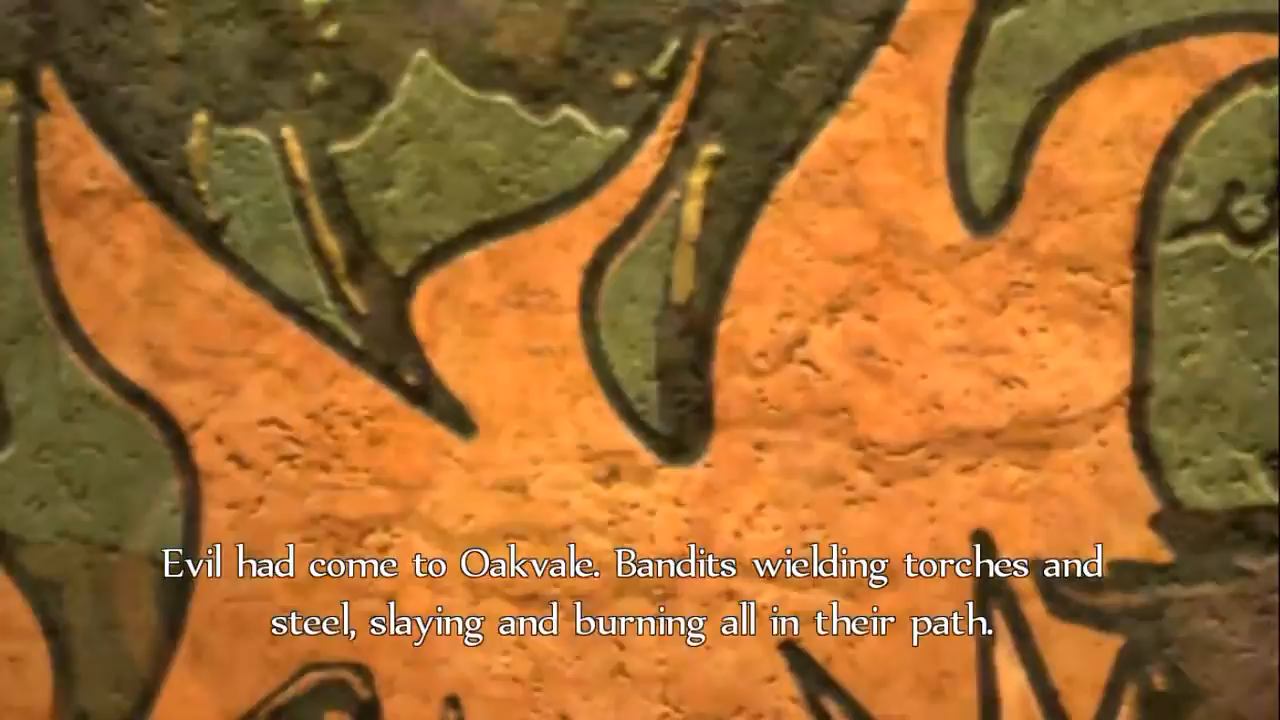 Evil had come to Oakvale. Bandits wielding torches and
steel, slaying and burning all in their path.